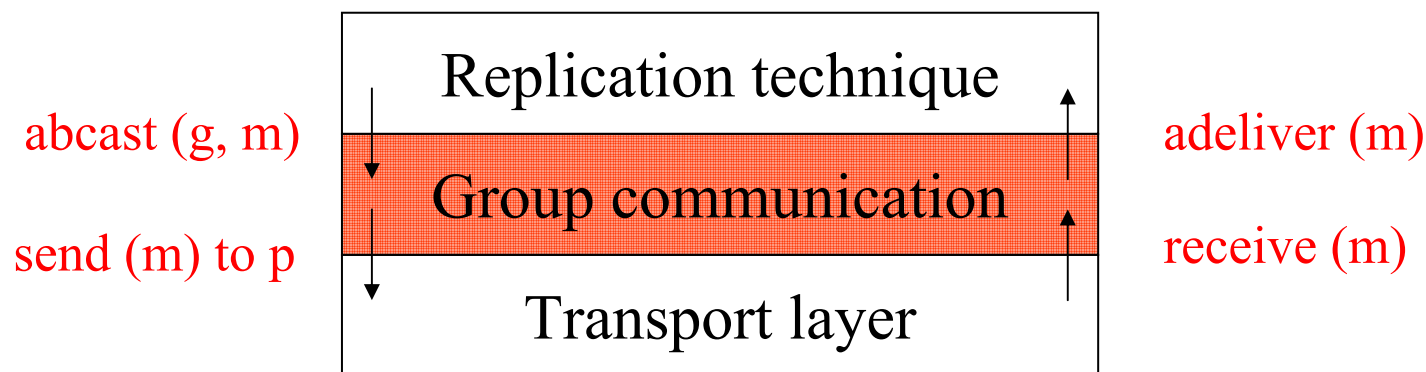 Replication technique
abcast (g, m)
adeliver (m)
Group communication
send (m) to p
receive (m)
Transport layer